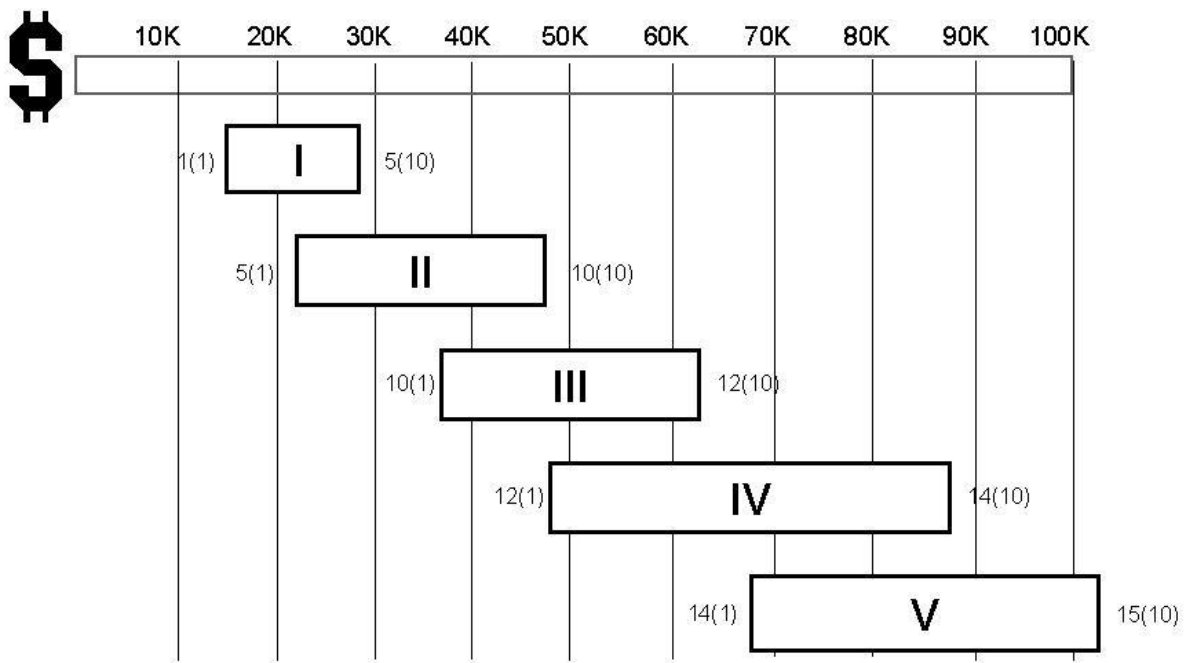 $ 10K 20K 30K 40K 50K 60K 70K 80K 90K 100K
1(1) I 5(10)
5(1) II 10(10)
10(1) III 12(10)
12(1) IV 14(10)
14(1) V 15(10)